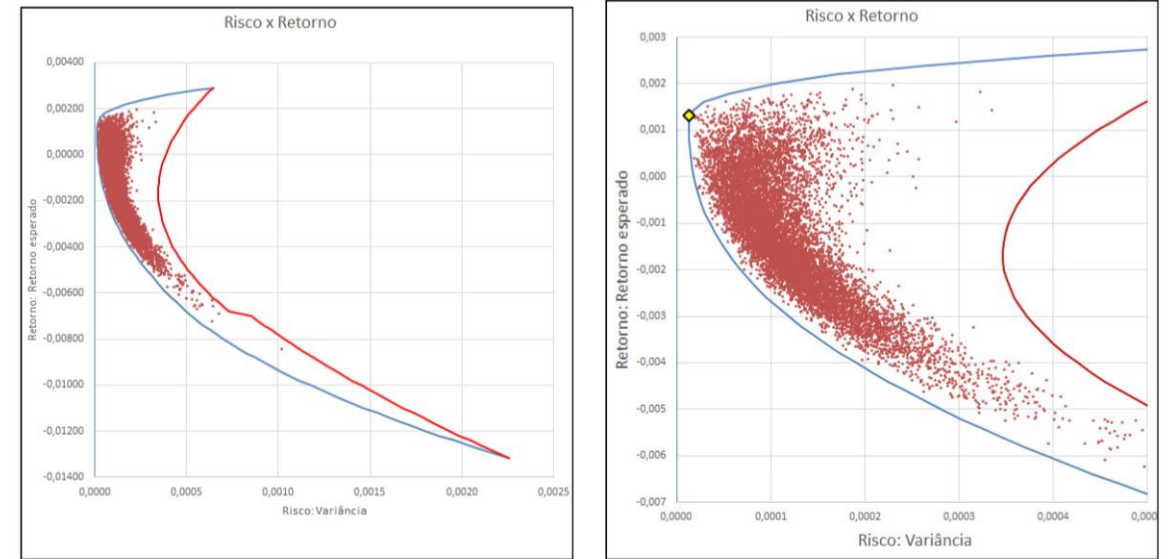 Risco x Retorno
Retorno: Retorno esperado
0,00400
0,00200
0,00000
-0,00200
-0,00400
-0,00600
-0,00800
-0,01000
-0,01200
-0,01400
0,0000 0,0005 0,0010 0,0015 0,0020 0,0025
Risco: Variância
Risco x Retorno
Retorno: Retorno esperado
0,003
0,002
0,001
0,000
-0,001
-0,002
-0,003
-0,004
-0,005
-0,006
-0,007
0,0000 0,0001 0,0002 0,0003 0,0004 0,000
Risco: Variância